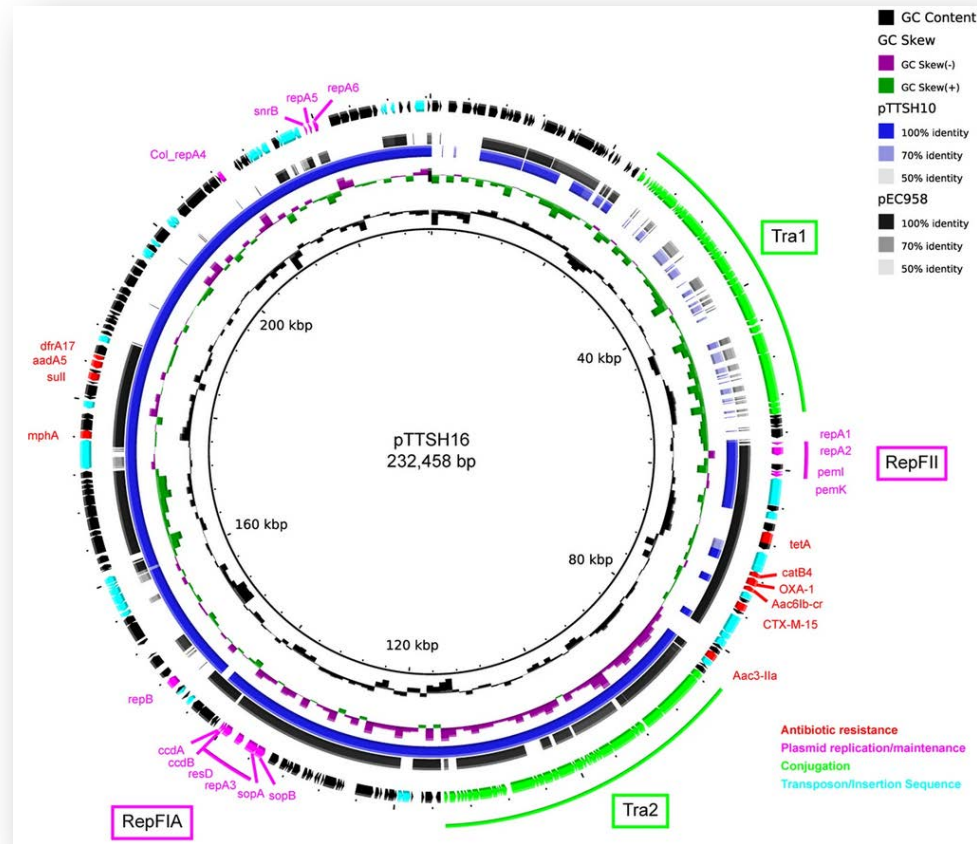 GC Content
GC Skew
GC Skew(-)
GC Skew(+)
pTTSH10
100% identity
70% identity
50% identity
pEC958
100% identity
70% identity
50% identity
repA6
repA5
snrB
Col_repA4
Tra1
200 kbp
40 kbp
dfrA17
aadA5
sulI
mphA
pTTSH16
232,458 bp
repA1
repA2
RepFII
pemI
pemK
160 kbp
80 kbp
tetA
catB4
OXA-1
Aac6Ib-cr
CTX-M-15
120 kbp
Aac3-IIa
repB
ccdA
ccdB
resD
repA3
sopA
sopB
RepFIA
Tra2
Antibiotic resistance
Plasmid replication/maintenance
Conjugation
Transposon/Insertion Sequence